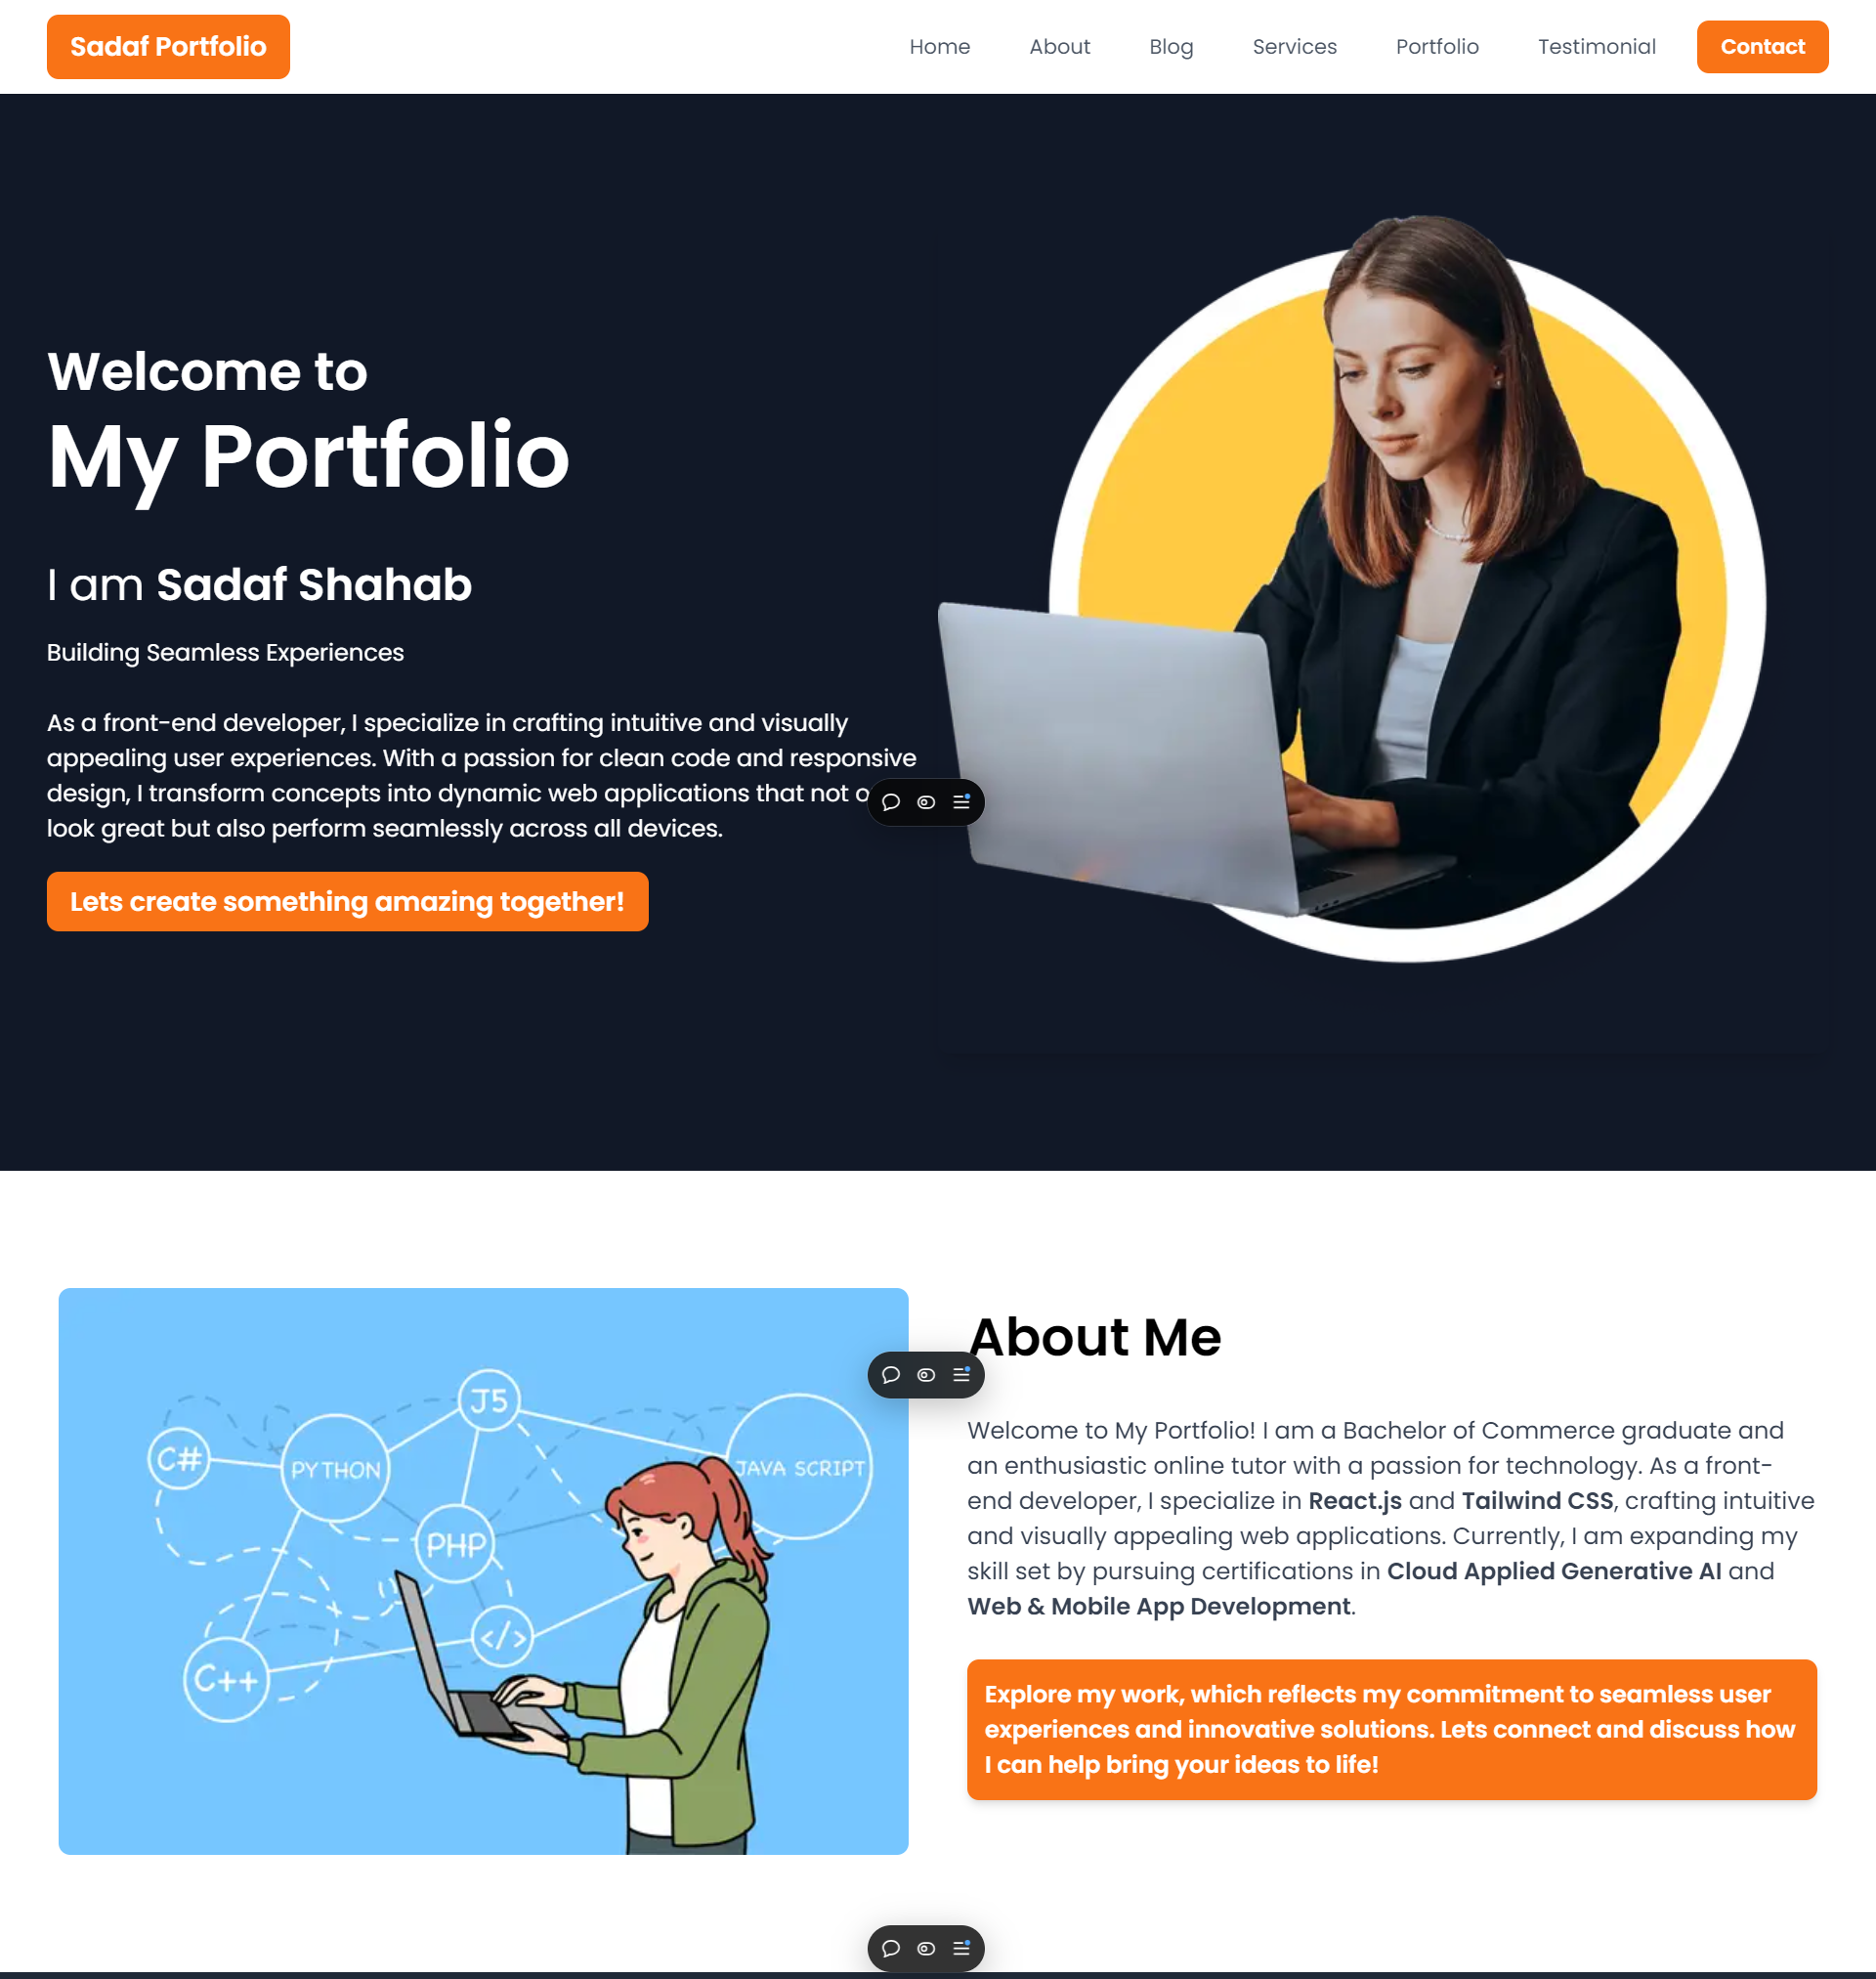 Sadaf Portfolio
Home
About
Blog
Services
Portfolio
Testimonial
Contact
Welcome to
My Portfolio
I am Sadaf Shahab
Building Seamless Experiences
As a front-end developer, I specialize in crafting intuitive and visually
appealing user experiences. With a passion for clean code and responsive
design, I transform concepts into dynamic web applications that not
look great but also perform seamlessly across all devices.
Lets create something amazing together!
J5
C#
PYTHON
JAVA SCRIPT
PHP
</>
C++
About Me
Welcome to My Portfolio! I am a Bachelor of Commerce graduate and
an enthusiastic online tutor with a passion for technology. As a front-
end developer, I specialize in React.js and Tailwind CSS, crafting intuitive
and visually appealing web applications. Currently, I am expanding my
skill set by pursuing certifications in Cloud Applied Generative AI and
Web & Mobile App Development.
Explore my work, which reflects my commitment to seamless user
experiences and innovative solutions. Lets connect and discuss how
I can help bring your ideas to life!